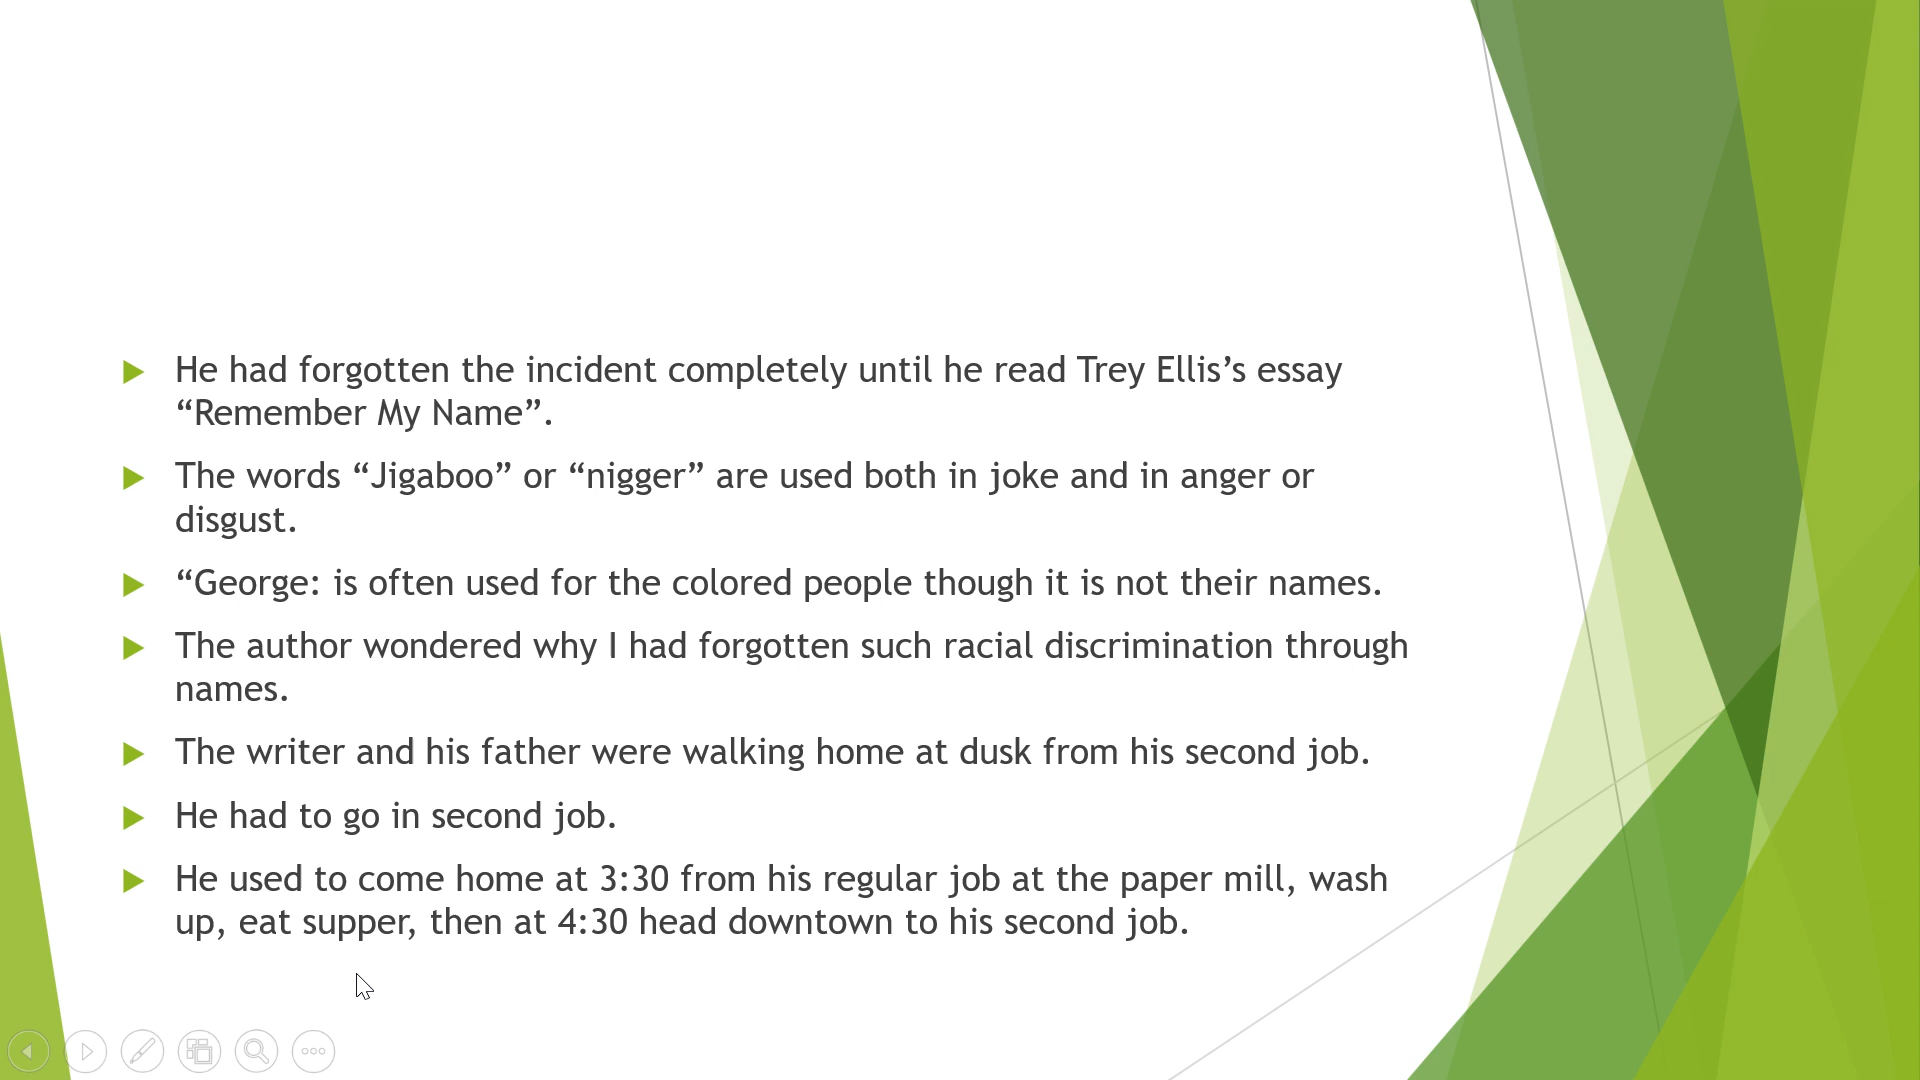 He had forgotten the incident completely until he read Trey Ellis’s essay
“Remember My Name”.
The words “Jigaboo” or “nigger” are used both in joke and in anger or
disgust.
“George: is often used for the colored people though it is not their names.
The author wondered why I had forgotten such racial discrimination through
names.
The writer and his father were walking home at dusk from his second job.
He had to go in second job.
He used to come home at 3:30 from his regular job at the paper mill, wash
up, eat supper, then at 4:30 head downtown to his second job.